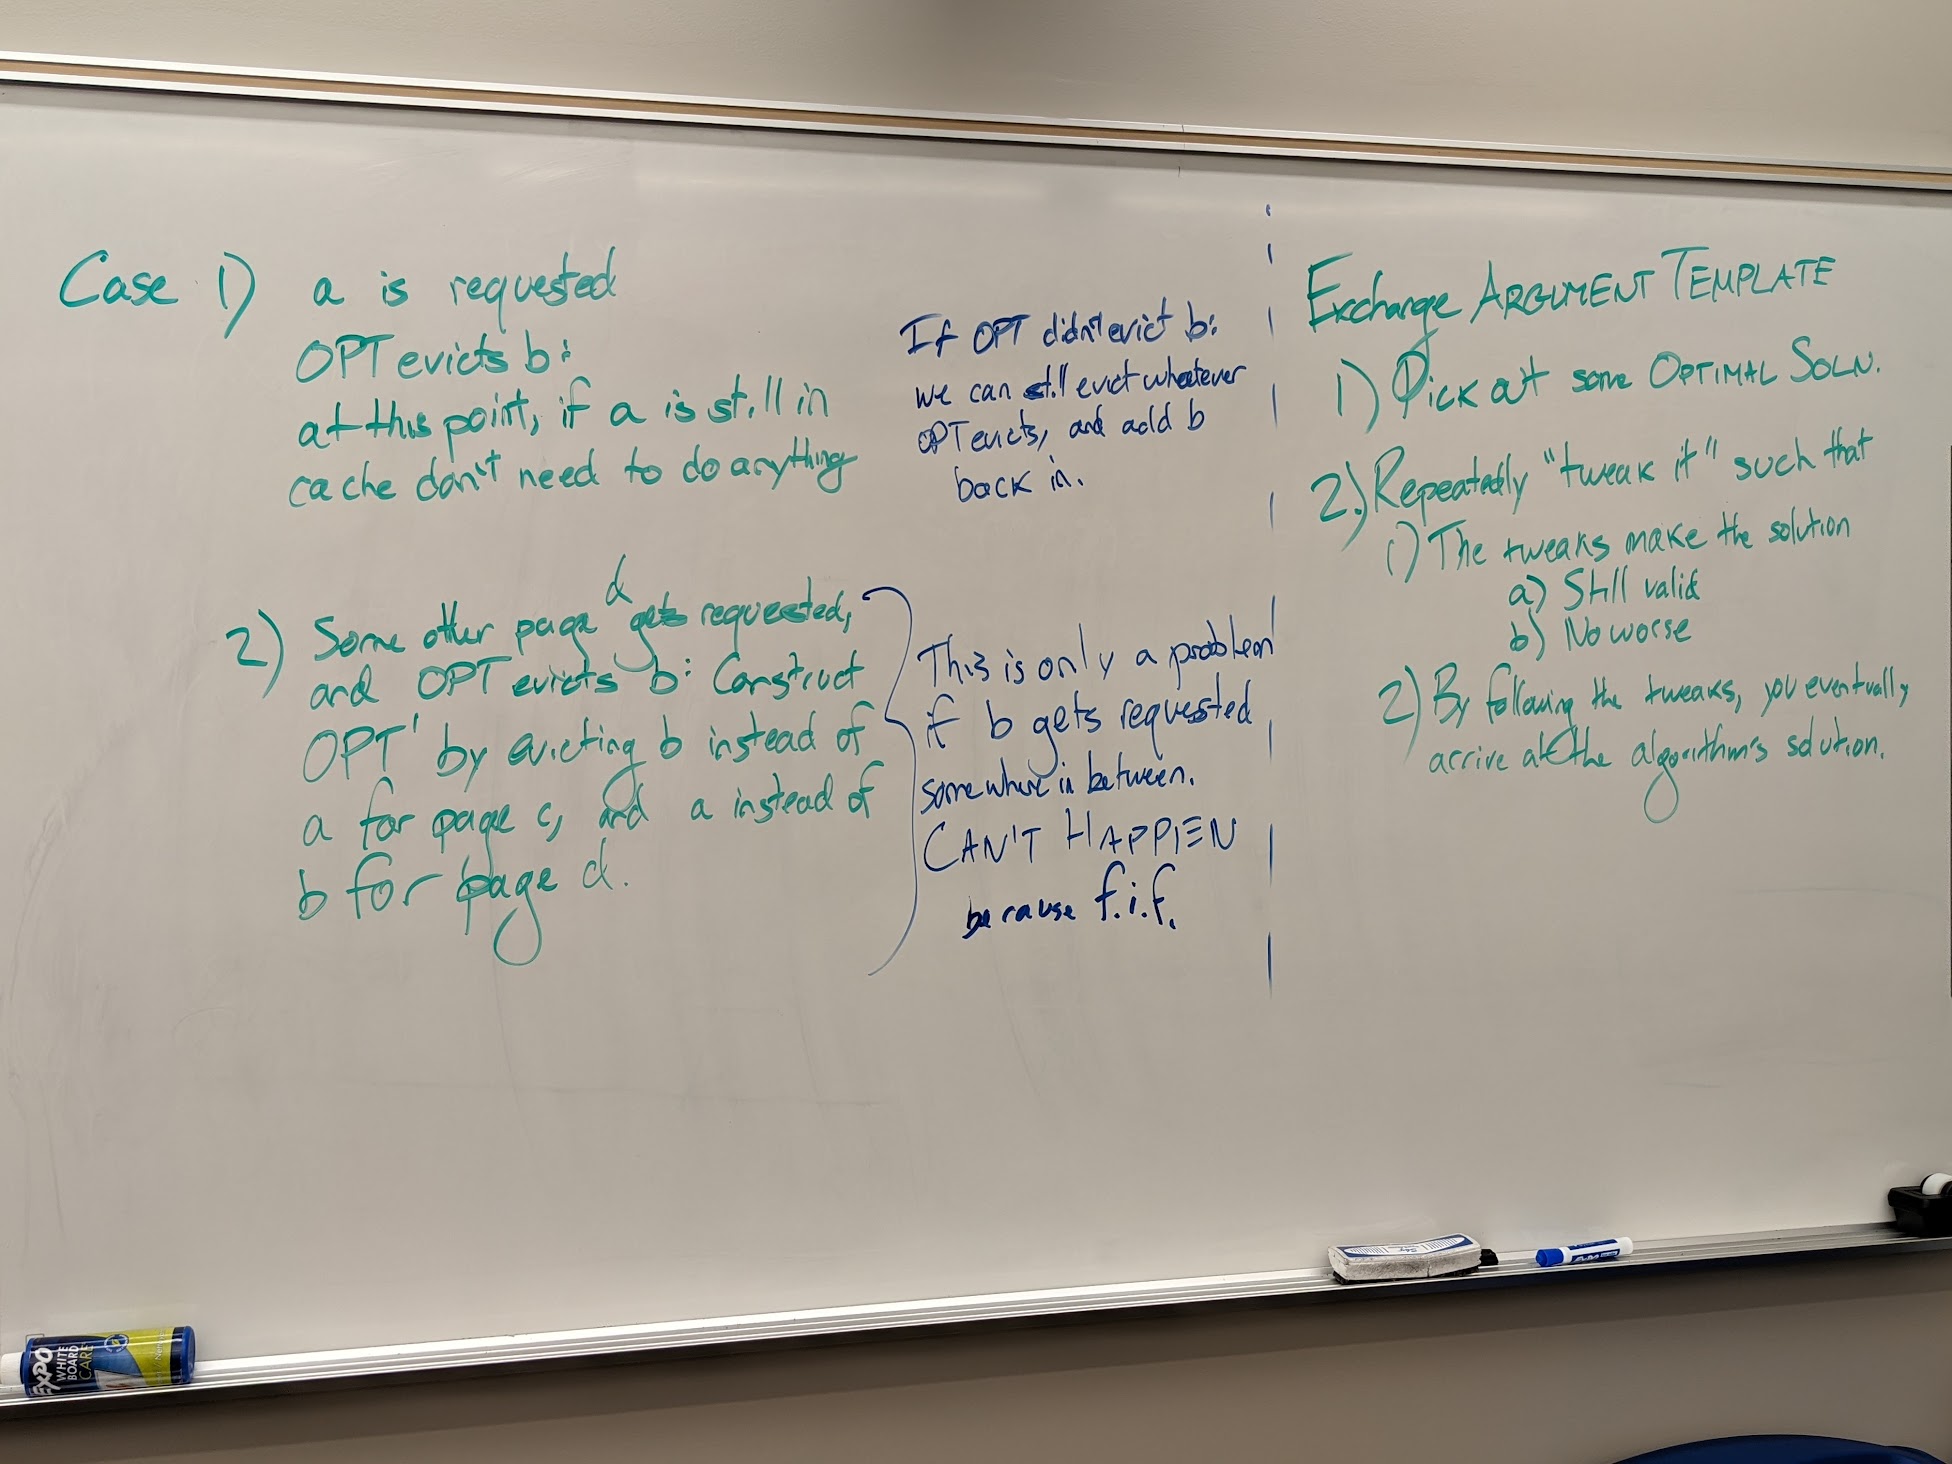 Case 1) a is requested
OPT evicts b:
at this point, if a is still in
cache don't need to do anything
If OPT didn't evict b:
we can still evict whatever
OPT evicts, and add b
back in.
2) Some other page d gets requested,
and OPT evicts b: Construct
OPT' by evicting b instead of
a for page c, and a instead of
b for page d.
This is only a problem
if b gets requested
somewhere in between.
CAN'T HAPPEN
because f.i.f.
Exchange ARGUMENT TEMPLATE
1) PICK out some OPTIMAL SOLN.
2.) Repeatedly "tweak it" such that
i) The tweaks make the solution
a) Still valid
b) No worse
2) By following the tweaks, you eventually
arrive at the algorithm's solution.
EXPO
WHITE
BOARD
CARE